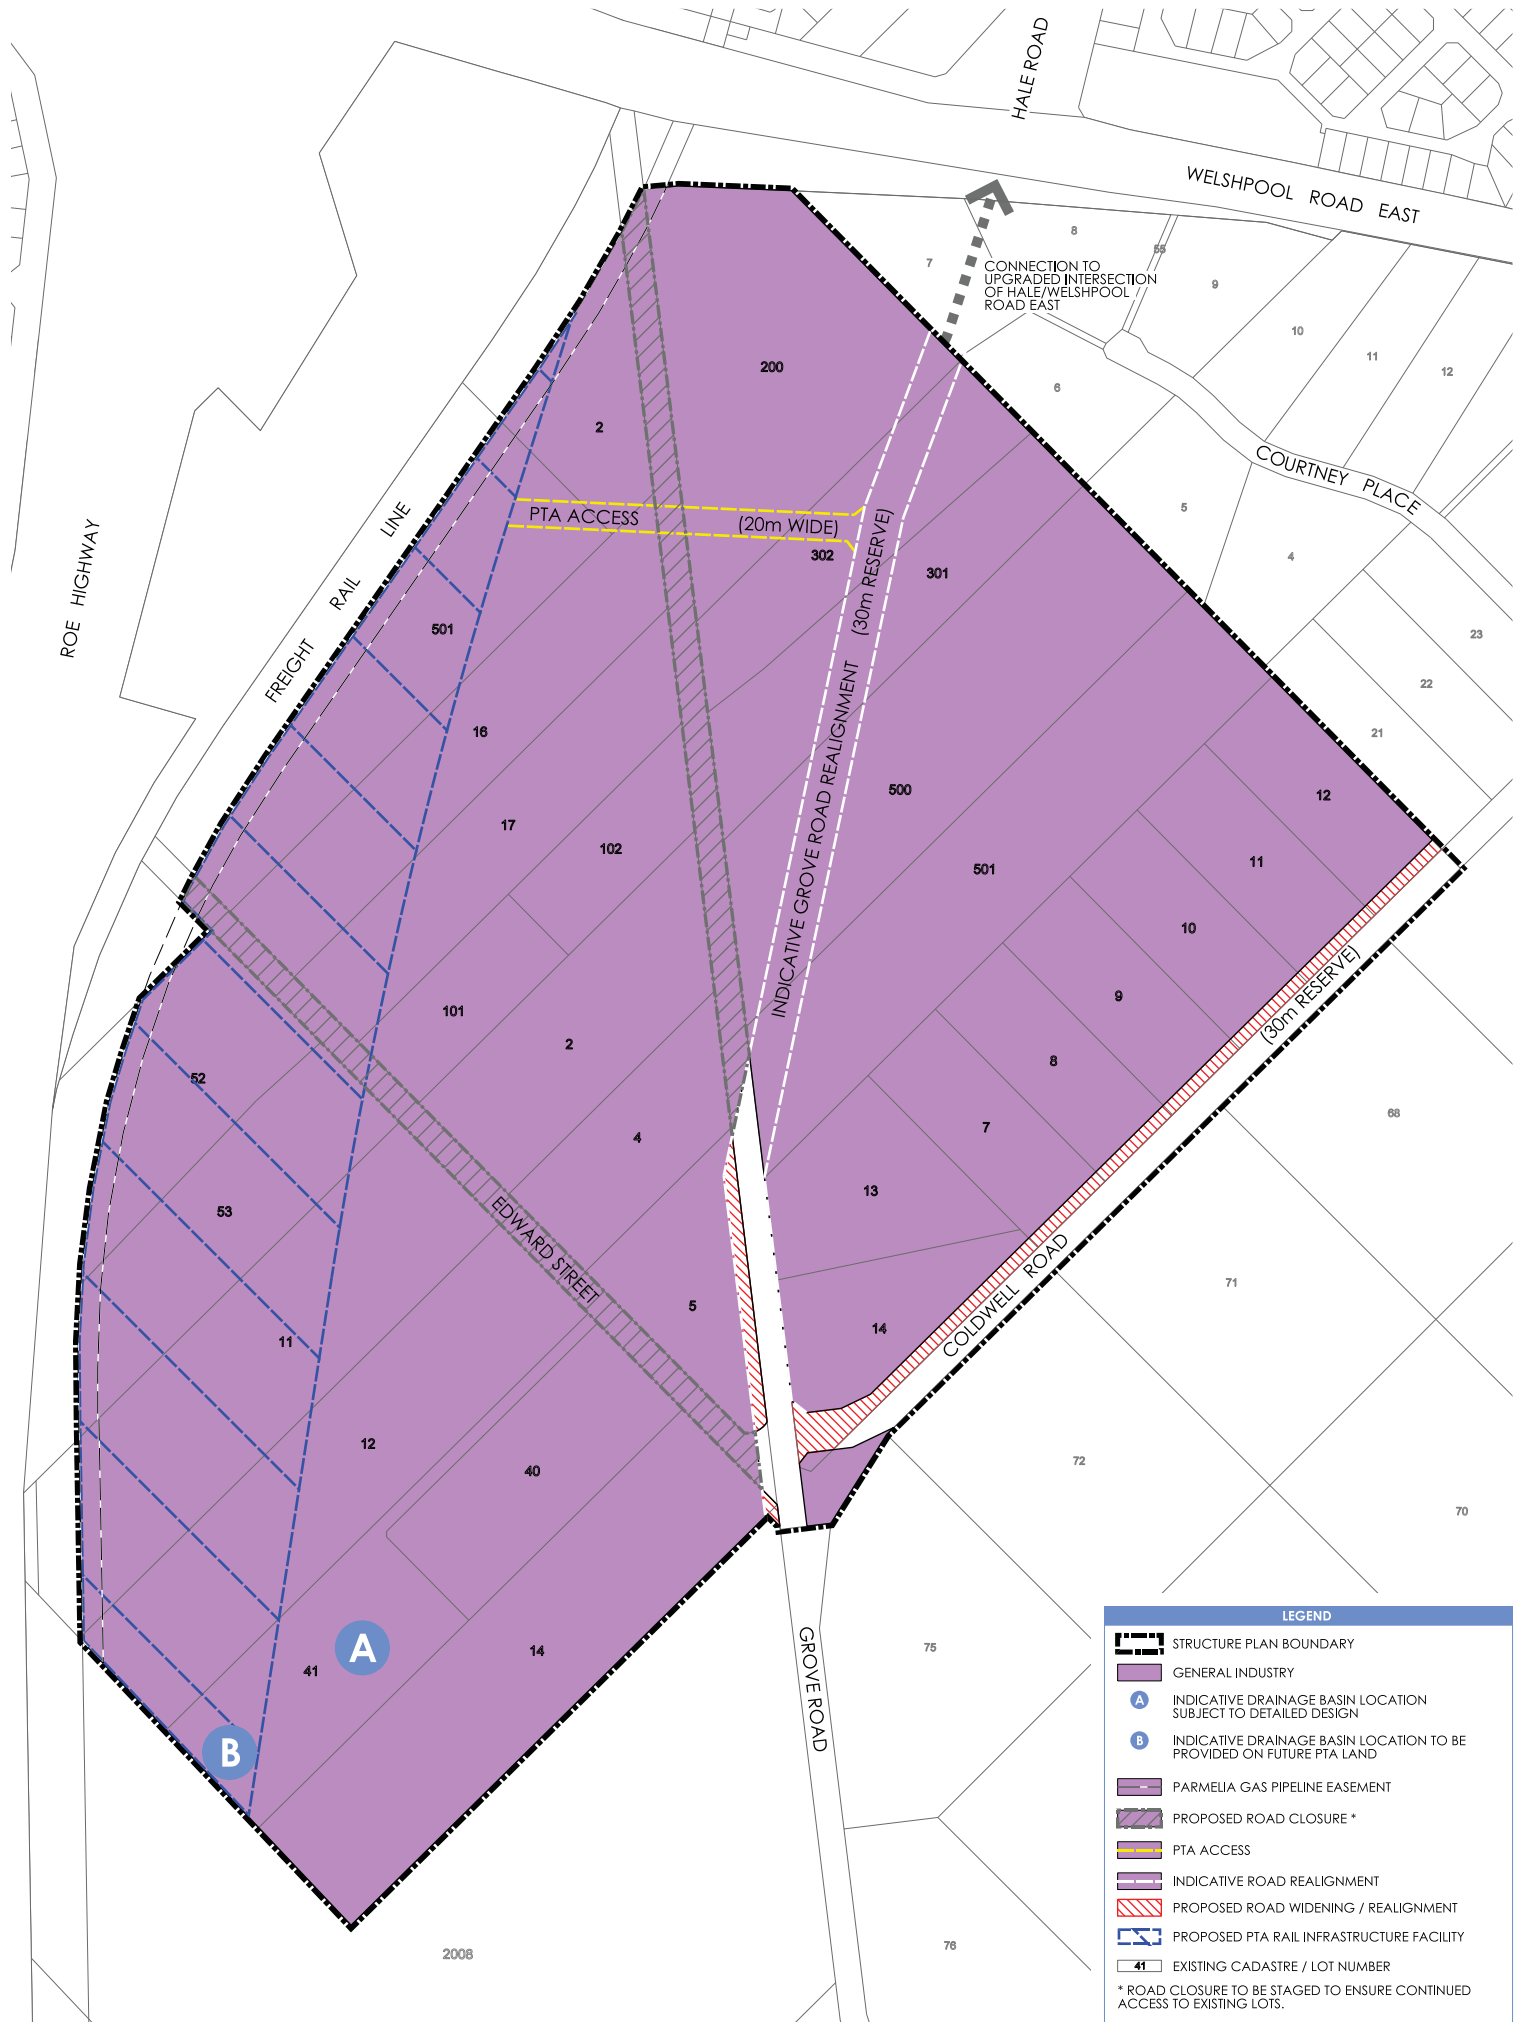 HALE ROAD
WELSHPOOL ROAD EAST
7
8
55
9
CONNECTION TO
UPGRADED INTERSECTION
OF HALE/WELSHPOOL
ROAD EAST
10
11
12
6
200
2
COURTNEY PLACE
5
4
PTA ACCESS
(20m WIDE)
302
301
ROE HIGHWAY
FREIGHT RAIL LINE
501
INDICATIVE GROVE ROAD REALIGNMENT (30m RESERVE)
23
22
21
16
17
102
500
501
12
11
10
9
8
7
13
14
(30m RESERVE)
COLDWELL ROAD
101
2
4
5
52
53
11
12
EDWARD STREET
40
41
14
A
B
GROVE ROAD
68
71
72
70
75
76
2008
LEGEND
STRUCTURE PLAN BOUNDARY
GENERAL INDUSTRY
A
INDICATIVE DRAINAGE BASIN LOCATION
SUBJECT TO DETAILED DESIGN
B
INDICATIVE DRAINAGE BASIN LOCATION TO BE
PROVIDED ON FUTURE PTA LAND
PARMELIA GAS PIPELINE EASEMENT
PROPOSED ROAD CLOSURE *
PTA ACCESS
INDICATIVE ROAD REALIGNMENT
PROPOSED ROAD WIDENING / REALIGNMENT
PROPOSED PTA RAIL INFRASTRUCTURE FACILITY
41 EXISTING CADASTRE / LOT NUMBER
* ROAD CLOSURE TO BE STAGED TO ENSURE CONTINUED
ACCESS TO EXISTING LOTS.